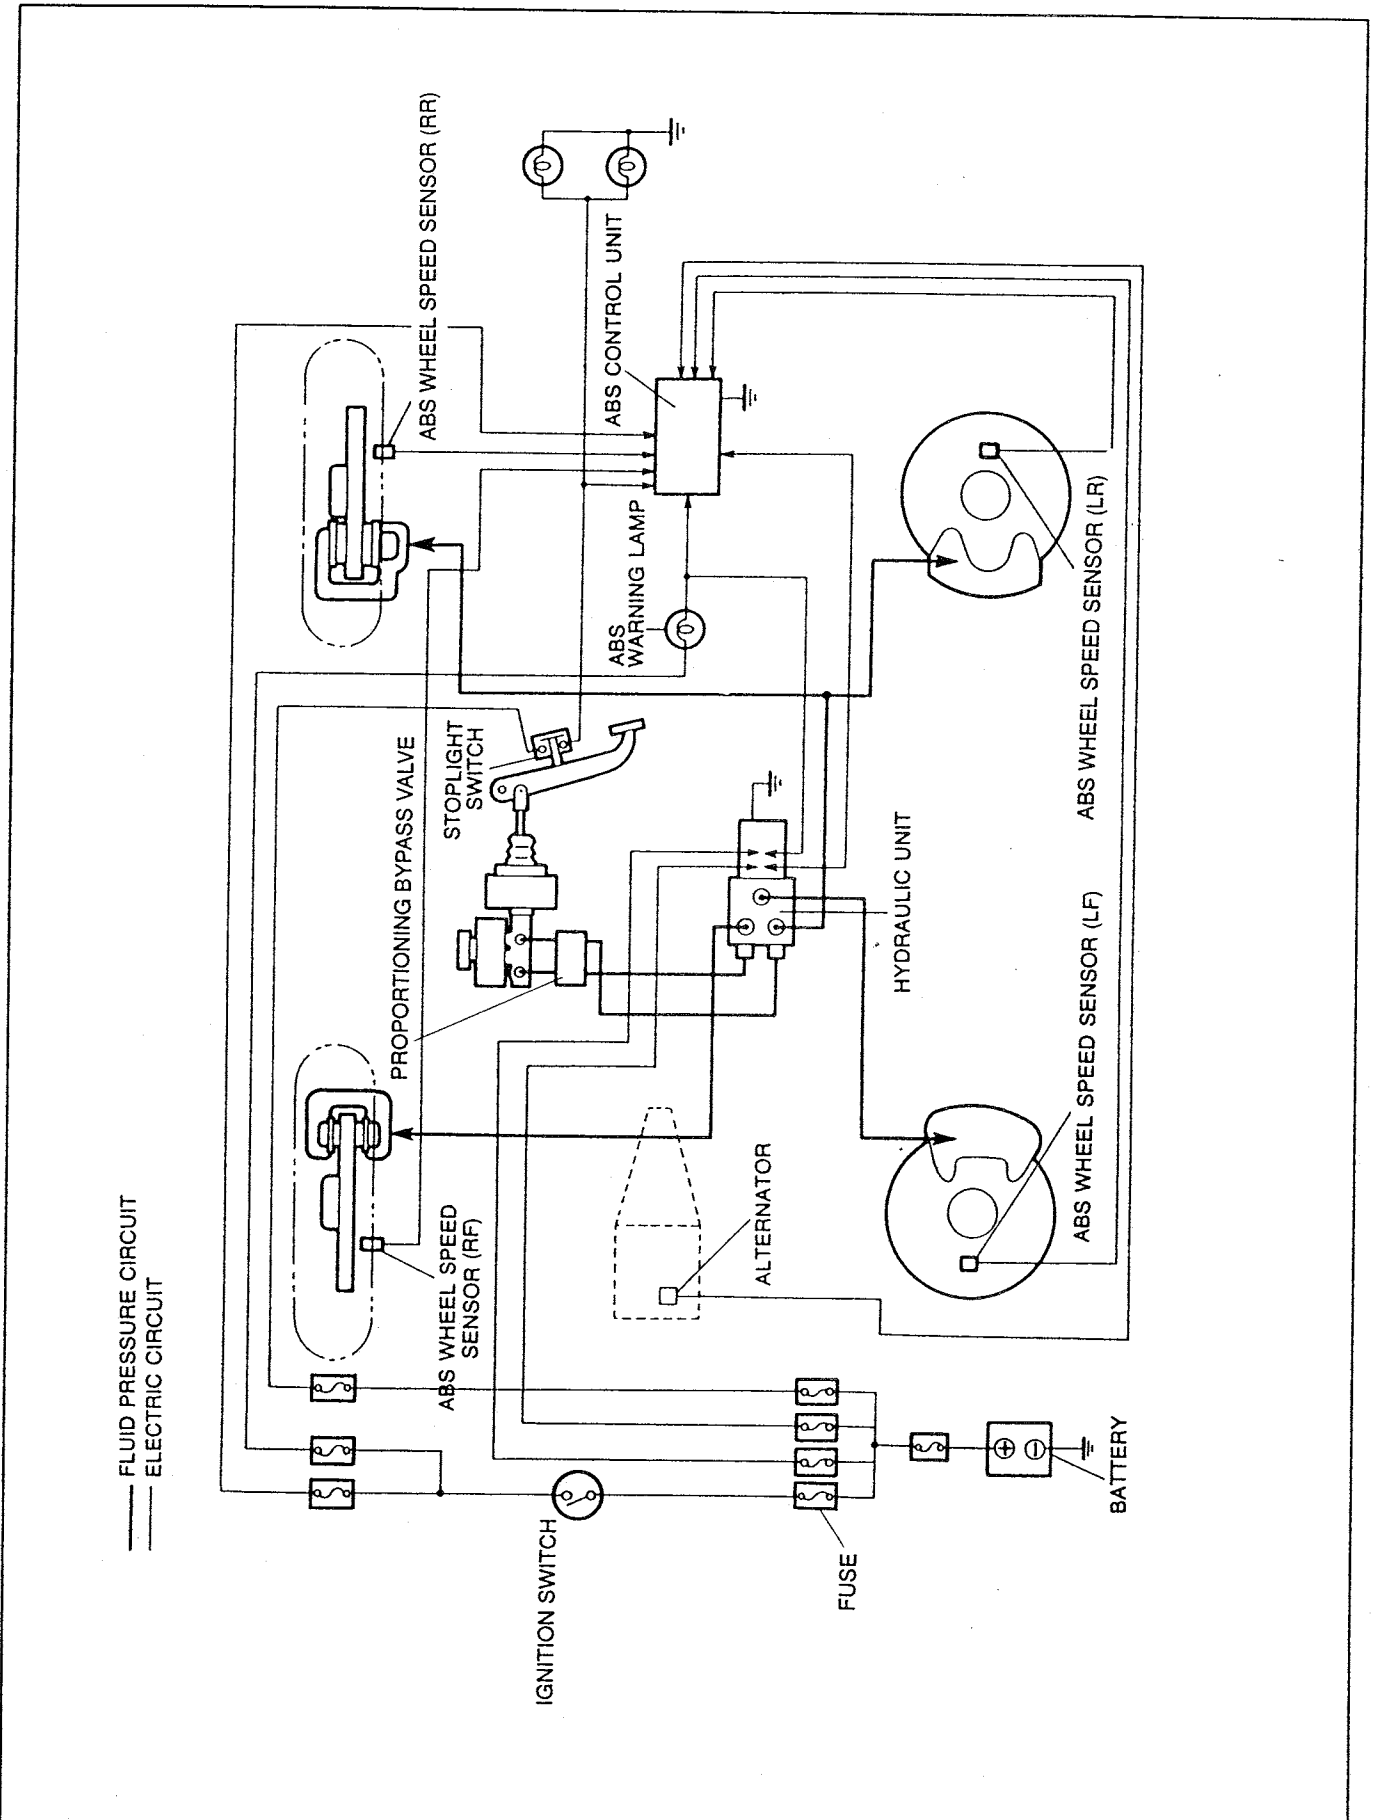 FLUID PRESSURE CIRCUIT
ELECTRIC CIRCUIT
ABS WHEEL SPEED SENSOR (RR)
ABS CONTROL UNIT
ABS
WARNING LAMP
STOPLIGHT
SWITCH
PROPORTIONING BYPASS VALVE
ABS WHEEL SPEED
SENSOR (RF)
ALTERNATOR
HYDRAULIC UNIT
ABS WHEEL SPEED SENSOR (LR)
ABS WHEEL SPEED SENSOR (LF)
IGNITION SWITCH
FUSE
BATTERY